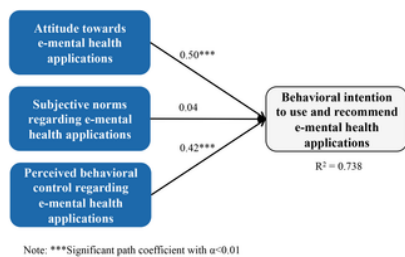 Attitude towards
e-mental health
applications
0.50***
Subjective norms
regarding e-mental
health applications
0.04
Behavioral intention
to use and recommend
e-mental health
applications
R² = 0.738
0.42***
Perceived behavioral
control regarding
e-mental health
applications
Note: ***Significant path coefficient with α<0.01